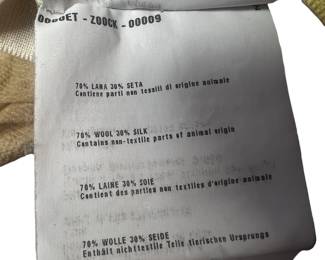 - ZOOCK - 00009
70% LANA 30% SETA
Contiene parti non tessili di origine animale
70% WOOL 30% SILK
Contains non-textile parts of animal origin
70% LAINE 30% SOIE
Contient des parties non textiles d'origine animale
70% WOLLE 30% SEIDE
Enthält nichttextile Teile tierischen Ursprungs